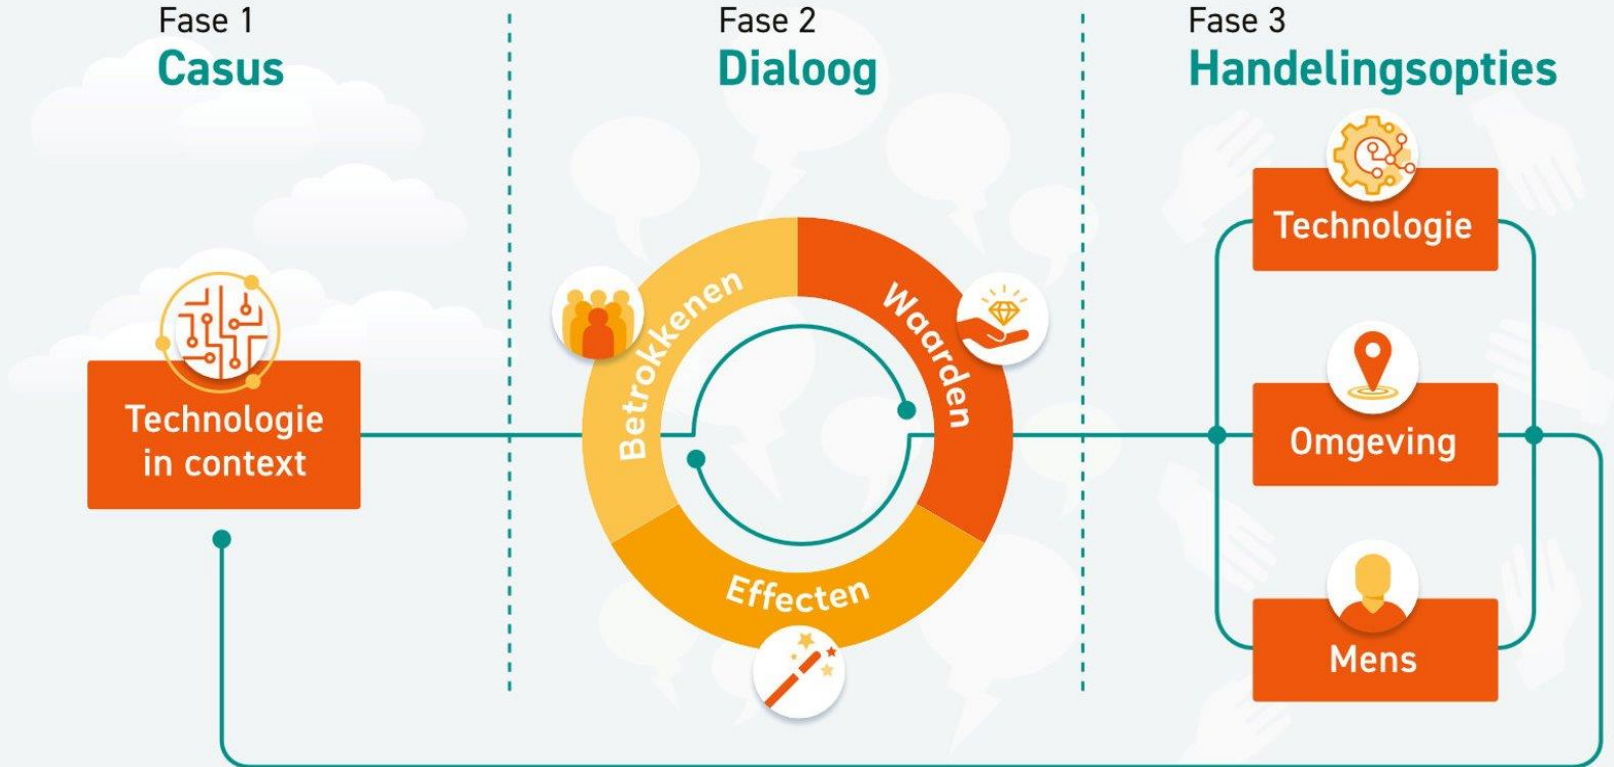 Fase 1
Casus
Technologie
in context
Fase 2
Dialoog
Betrokkenen
Waarden
Effecten
Fase 3
Handelingsopties
Technologie
Omgeving
Mens